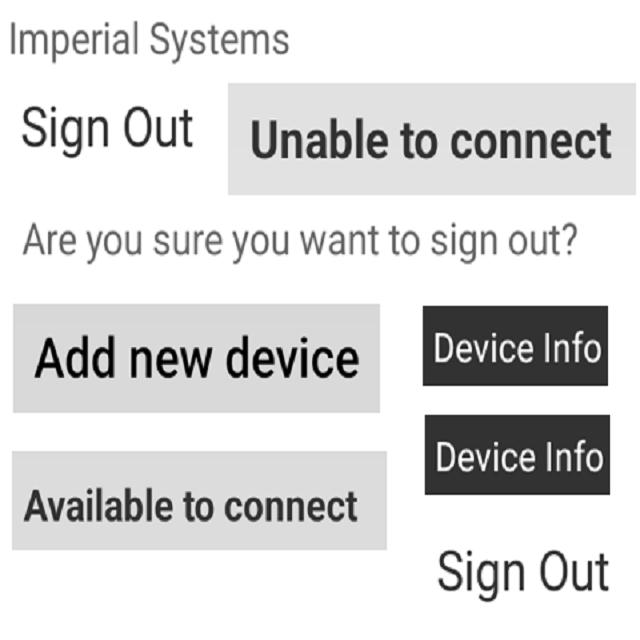 Imperial Systems
Sign Out
Unable to connect
Are you sure you want to sign out?
Add new device
Device Info
Device Info
Available to connect
Sign Out